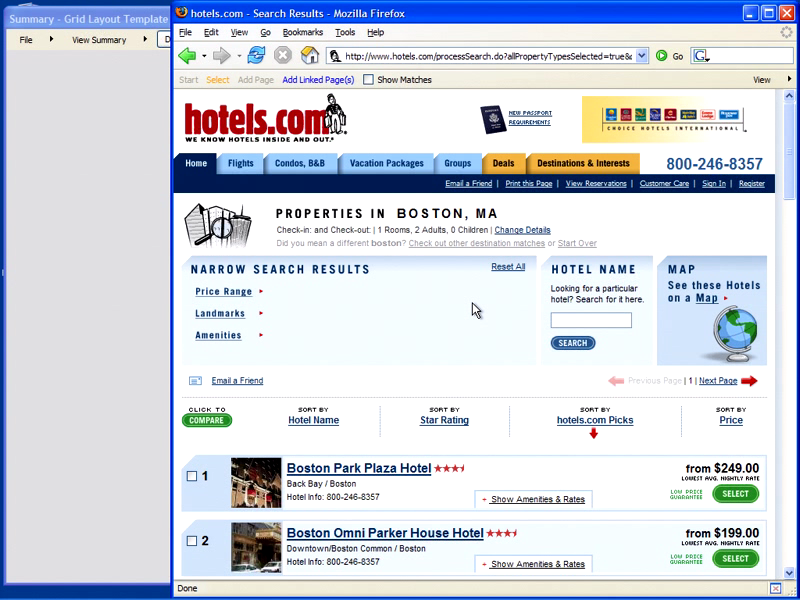 Summary - Grid Layout Template
File
View Summary
hotels.com - Search Results - Mozilla Firefox
File Edit View Go Bookmarks Tools Help
http://www.hotels.com/processSearch.do?allPropertyTypesSelected=true&
Go
Start Select Add Page Add Linked Page(s) Show Matches View
hotels.com
WE KNOW HOTELS INSIDE AND OUT.®
NEW PASSPORT
REQUIREMENTS
CHOICE HOTELS INTERNATIONAL
Home Flights Condos, B&B Vacation Packages Groups Deals Destinations & Interests 800-246-8357
Email a Friend | Print this Page | View Reservations | Customer Care | Sign In | Register
PROPERTIES IN BOSTON, MA
Check-in: and Check-out: | 1 Rooms, 2 Adults, 0 Children | Change Details
Did you mean a different boston? Check out other destination matches or Start Over
NARROW SEARCH RESULTS Reset All
Price Range
Landmarks
Amenities
HOTEL NAME
Looking for a particular
hotel? Search for it here.
SEARCH
MAP
See these Hotels
on a Map
Email a Friend
Previous Page | 1 | Next Page
CLICK TO
COMPARE
SORT BY
Hotel Name
SORT BY
Star Rating
SORT BY
hotels.com Picks
SORT BY
Price
1
Boston Park Plaza Hotel
Back Bay / Boston
Hotel Info: 800-246-8357
+ Show Amenities & Rates
from $249.00
LOWEST AVG. NIGHTLY RATE
LOW PRICE
GUARANTEE
SELECT
2
Boston Omni Parker House Hotel
Downtown/Boston Common / Boston
Hotel Info: 800-246-8357
+ Show Amenities & Rates
from $199.00
LOWEST AVG. NIGHTLY RATE
LOW PRICE
GUARANTEE
SELECT
Done